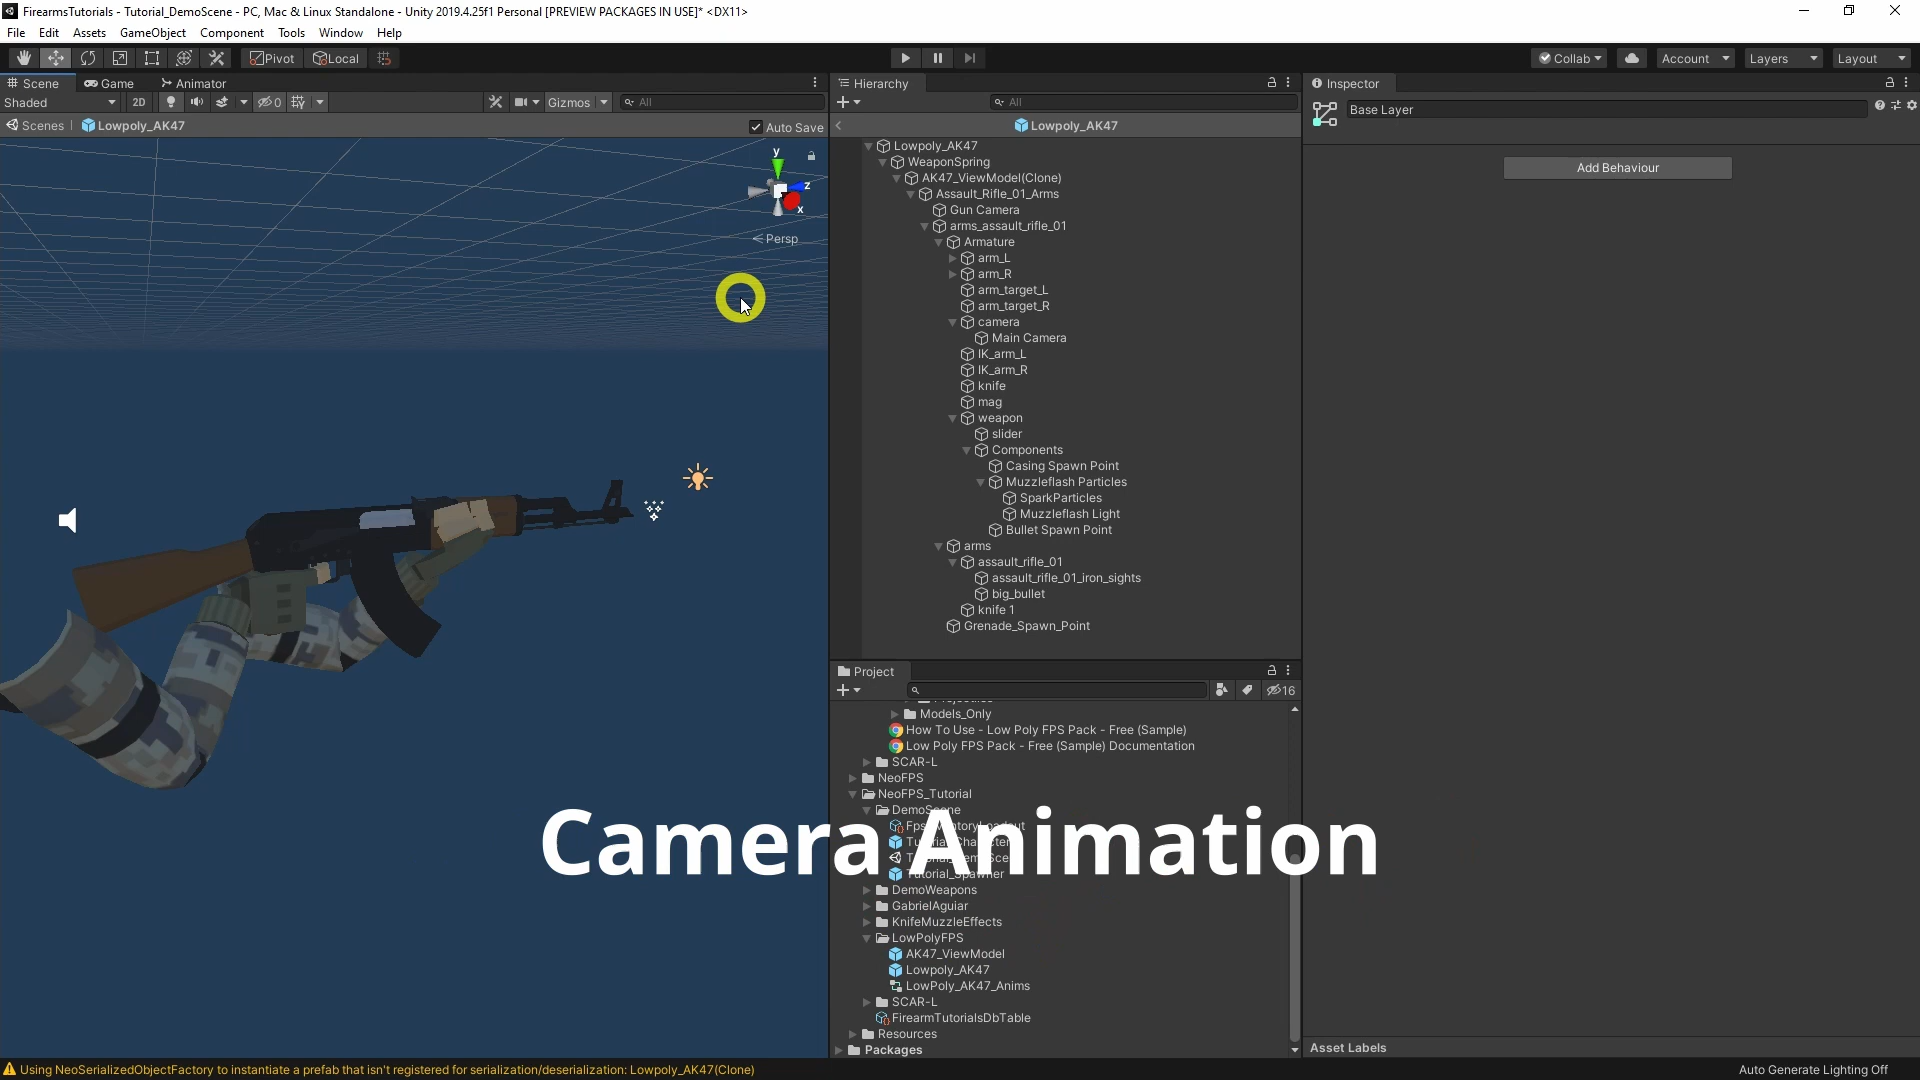 FirearmsTutorials - Tutorial_DemoScene - PC, Mac & Linux Standalone - Unity 2019.4.25f1 Personal [PREVIEW PACKAGES IN USE]* <DX11>
File Edit Assets GameObject Component Tools Window Help
Pivot Local Collab Account Layers Layout
Scene Game Animator
Shaded 2D 0 Gizmos All
Scenes Lowpoly_AK47 Auto Save
y
z
x
Persp
Hierarchy
All
Lowpoly_AK47
Lowpoly_AK47
WeaponSpring
AK47_ViewModel(Clone)
Assault_Rifle_01_Arms
Gun Camera
arms_assault_rifle_01
Armature
arm_L
arm_R
arm_target_L
arm_target_R
camera
Main Camera
IK_arm_L
IK_arm_R
knife
mag
weapon
slider
Components
Casing Spawn Point
Muzzleflash Particles
SparkParticles
Muzzleflash Light
Bullet Spawn Point
arms
assault_rifle_01
assault_rifle_01_iron_sights
big_bullet
knife 1
Grenade_Spawn_Point
Project
16
Models_Only
How To Use - Low Poly FPS Pack - Free (Sample)
Low Poly FPS Pack - Free (Sample) Documentation
SCAR-L
NeoFPS
NeoFPS_Tutorial
DemoScene
Tutorial_Spawner
DemoWeapons
GabrielAguiar
KnifeMuzzleEffects
LowPolyFPS
AK47_ViewModel
Lowpoly_AK47
LowPoly_AK47_Anims
SCAR-L
FirearmTutorialsDbTable
Resources
Packages
Camera Animation
Inspector
Base Layer
Add Behaviour
Asset Labels
Using NeoSerializedObjectFactory to instantiate a prefab that isn't registered for serialization/deserialization: Lowpoly_AK47(Clone)
Auto Generate Lighting Off